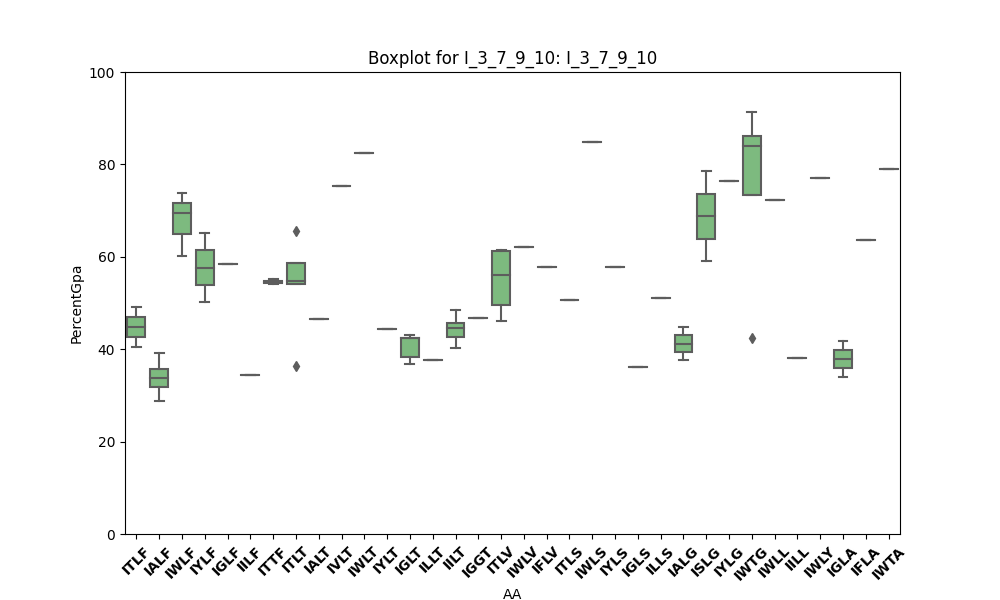 Boxplot for I_3_7_9_10: I_3_7_9_10
PercentGpa
100
80
60
40
20
0
ITLF IALF IWLF IYLF IGLF IILF ITTF ITLT IALT IVLT IWLT IYLT IGLT ILLT IILT IGGT ITLV IWLV IFLV ITLS IWLS IYLS IGLS ILLS IALG ISLG IYLG IWTG IWLL IILL IWLY IGLA IFLA IWTA
AA